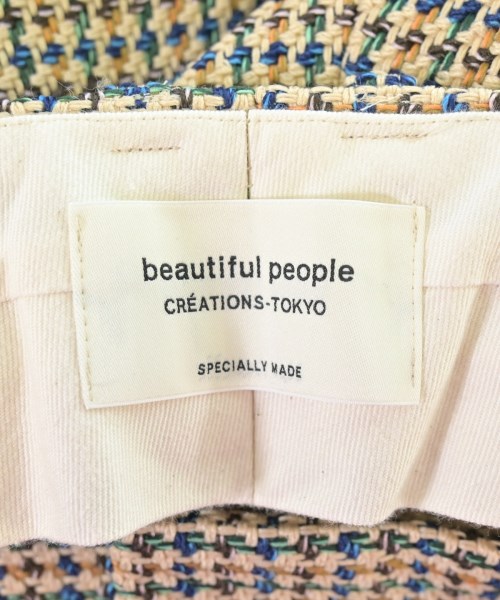 beautiful people
CRÉATIONS-TOKYO
SPECIALLY MADE